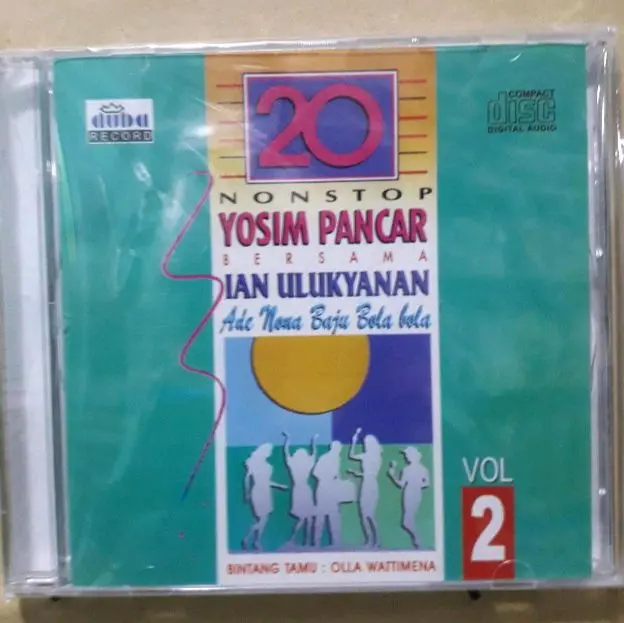 duba
RECORD
COMPACT
disc
DIGITAL AUDIO
20
NONSTOP
YOSIM PANCAR
BERSAMA
IAN ULUKYANAN
Ade Nona Baju Bola bola
VOL
2
BINTANG TAMU : OLLA WATTIMENA